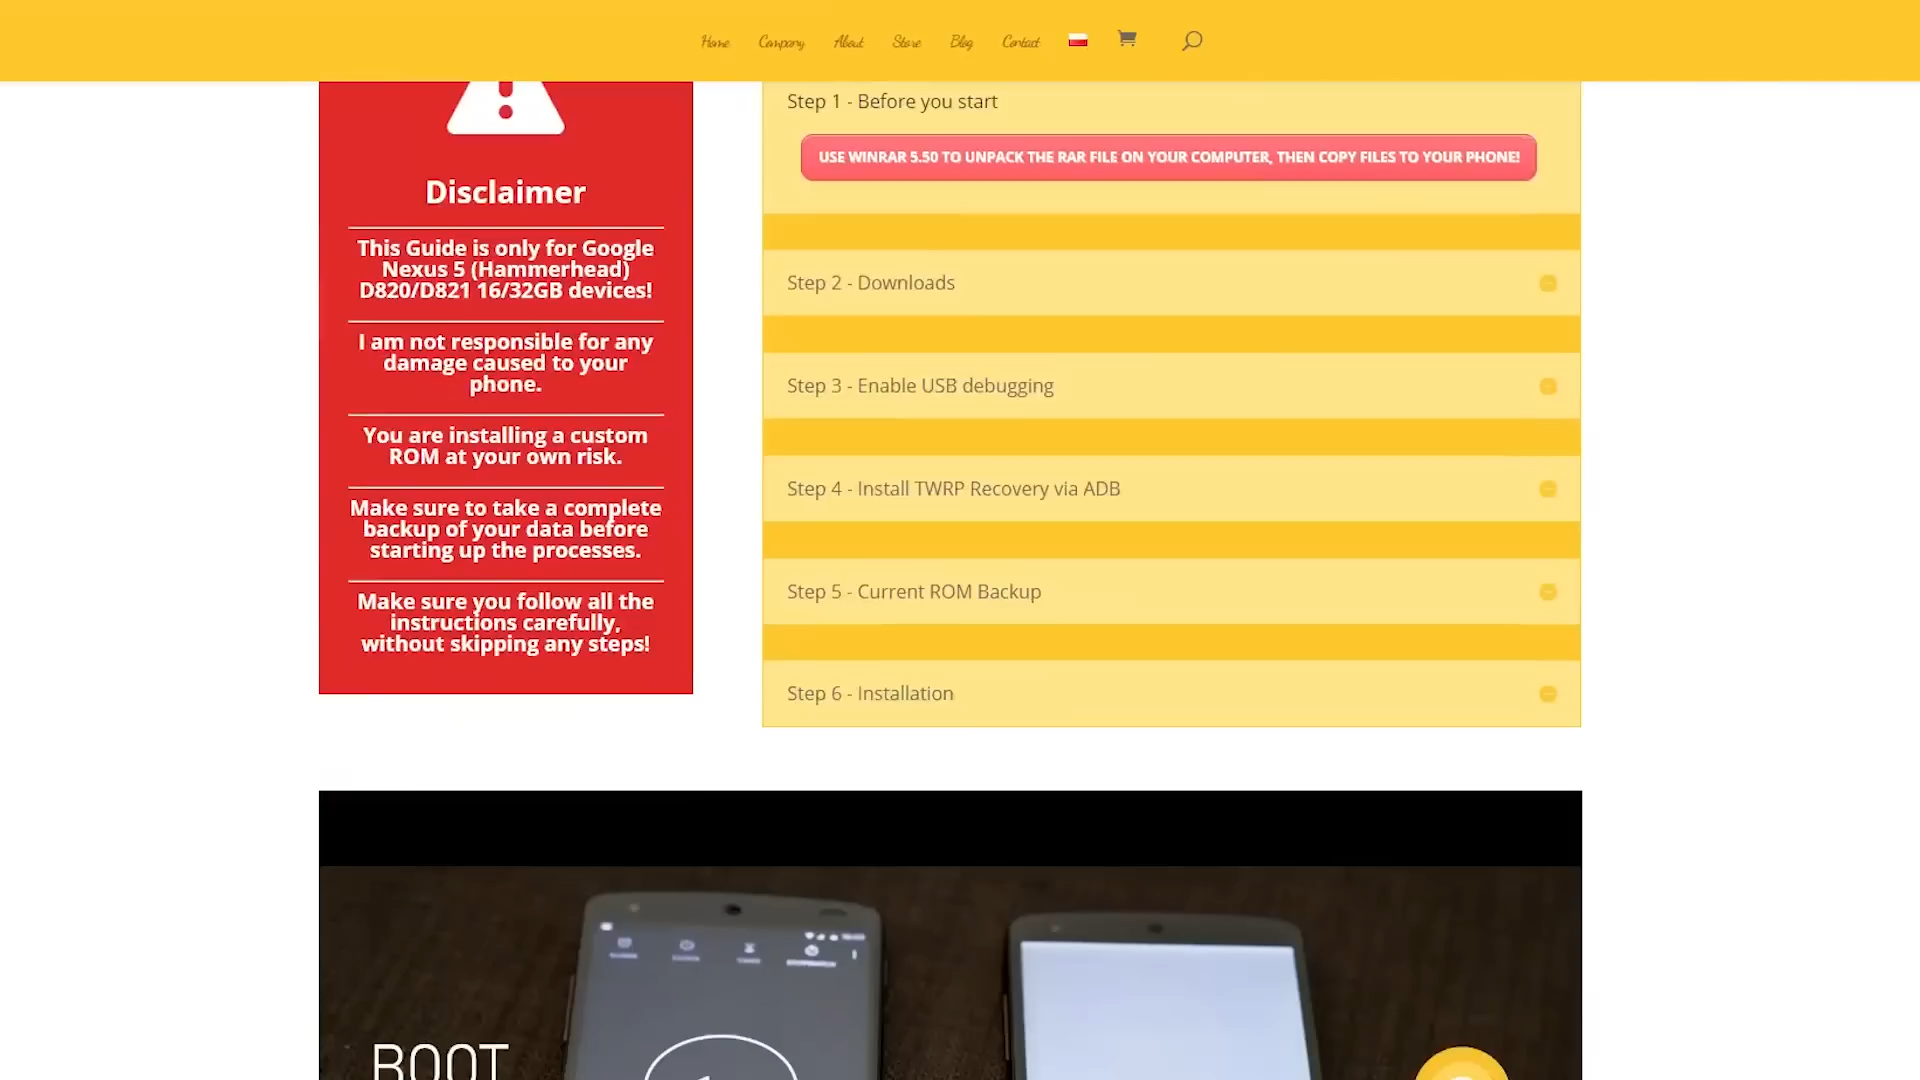 Home Company About Store Blog Contact
Disclaimer
This Guide is only for Google
Nexus 5 (Hammerhead)
D820/D821 16/32GB devices!
I am not responsible for any
damage caused to your
phone.
You are installing a custom
ROM at your own risk.
Make sure to take a complete
backup of your data before
starting up the processes.
Make sure you follow all the
instructions carefully,
without skipping any steps!
Step 1 - Before you start
USE WINRAR 5.50 TO UNPACK THE RAR FILE ON YOUR COMPUTER, THEN COPY FILES TO YOUR PHONE!
Step 2 - Downloads
Step 3 - Enable USB debugging
Step 4 - Install TWRP Recovery via ADB
Step 5 - Current ROM Backup
Step 6 - Installation
ROOT